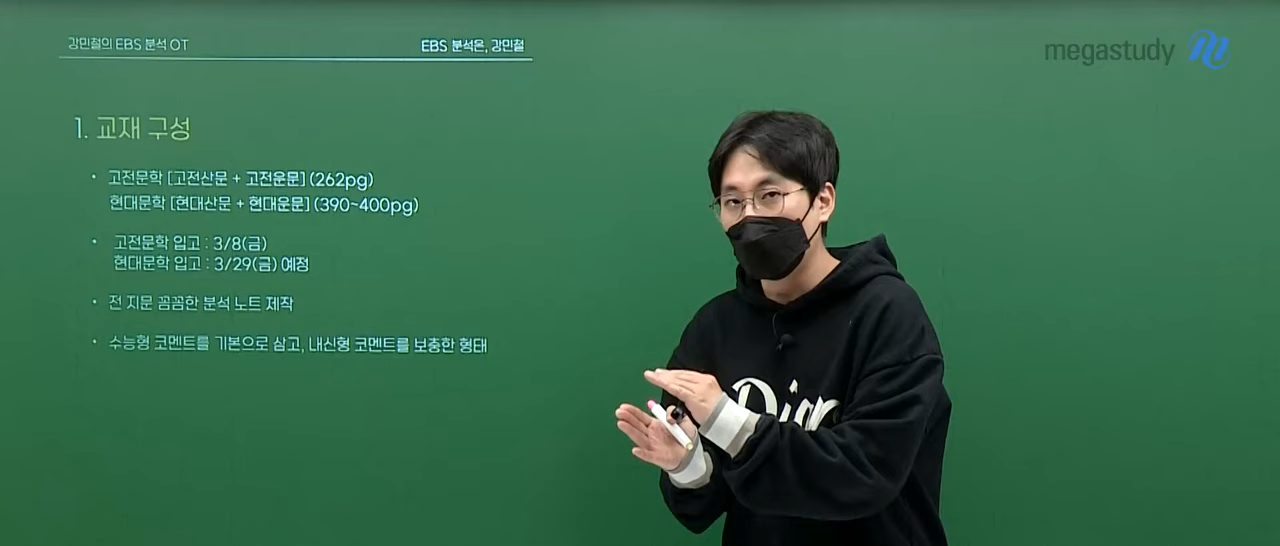 강민철의 EBS 분석 OT
EBS 분석은, 강민철
megastudy
1. 교재 구성
• 고전문학 [고전산문 + 고전운문] (262pg)
현대문학 [현대산문 + 현대운문] (390~400pg)
• 고전문학 입고 : 3/8(금)
현대문학 입고 : 3/29(금) 예정
• 전 지문 꼼꼼한 분석 노트 제작
• 수능형 코멘트를 기본으로 삼고, 내신형 코멘트를 보충한 형태
Dior